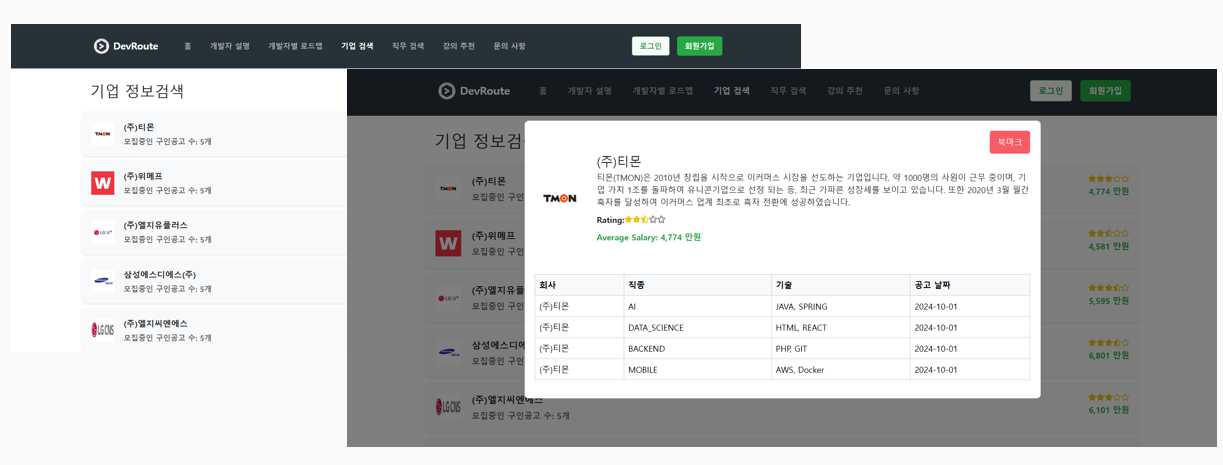 DevRoute 홈 개발자 설명 개발자별 로드맵 기업 검색 직무 검색 강의 추천 문의 사항 로그인 회원가입
기업 정보검색
TMON
(주)티몬
모집중인 구인공고 수: 5개
W
(주)위메프
모집중인 구인공고 수: 5개
LG U+
(주)엘지유플러스
모집중인 구인공고 수: 5개
삼성에스디에스(주)
모집중인 구인공고 수: 5개
LG CNS
(주)엘지씨엔에스
모집중인 구인공고 수: 5개
DevRoute 홈 개발자 설명 개발자별 로드맵 기업 검색 직무 검색 강의 추천 문의 사항 로그인 회원가입
기업 정보검
TMON
(주)티몬
모집중인 구인
4,774 만원
W
(주)위메프
모집중인 구인
4,581 만원
LG U+
(주)엘지유플
모집중인 구인
5,595 만원
삼성에스디에
모집중인 구인
6,801 만원
LG CNS
(주)엘지씨엔에스
모집중인 구인공고 수: 5개
6,101 만원
북마크
TMON
(주)티몬
티몬(TMON)은 2010년 창립을 시작으로 이커머스 시장을 선도하는 기업입니다. 약 1000명의 사원이 근무 중이며, 기
업 가치 1조를 돌파하여 유니콘기업으로 선정 되는 등, 최근 가파른 성장세를 보이고 있습니다. 또한 2020년 3월 월간
흑자를 달성하여 이커머스 업계 최초로 흑자 전환에 성공하였습니다.
Rating:
Average Salary: 4,774 만원
회사 직종 기술 공고 날짜
(주)티몬 AI JAVA, SPRING 2024-10-01
(주)티몬 DATA_SCIENCE HTML, REACT 2024-10-01
(주)티몬 BACKEND PHP, GIT 2024-10-01
(주)티몬 MOBILE AWS, Docker 2024-10-01